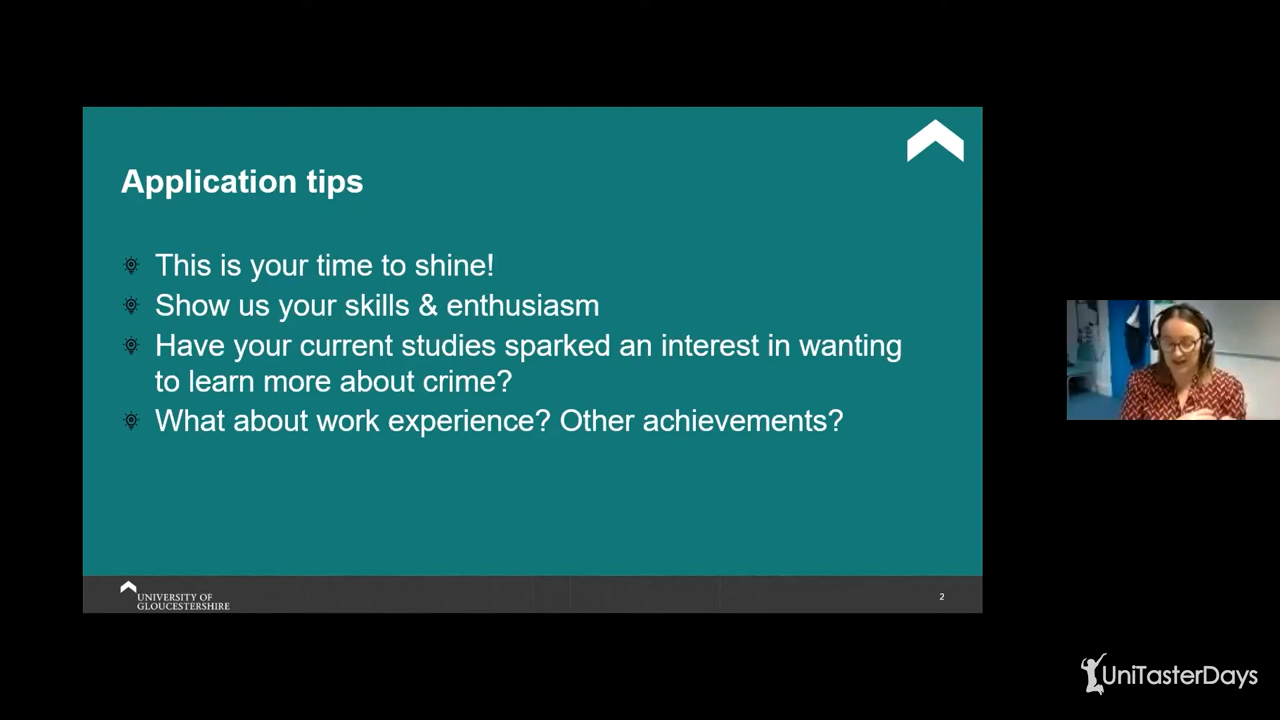 Application tips
This is your time to shine!
Show us your skills & enthusiasm
Have your current studies sparked an interest in wanting
to learn more about crime?
What about work experience? Other achievements?
UNIVERSITY OF
GLOUCESTERSHIRE
2
UniTasterDays